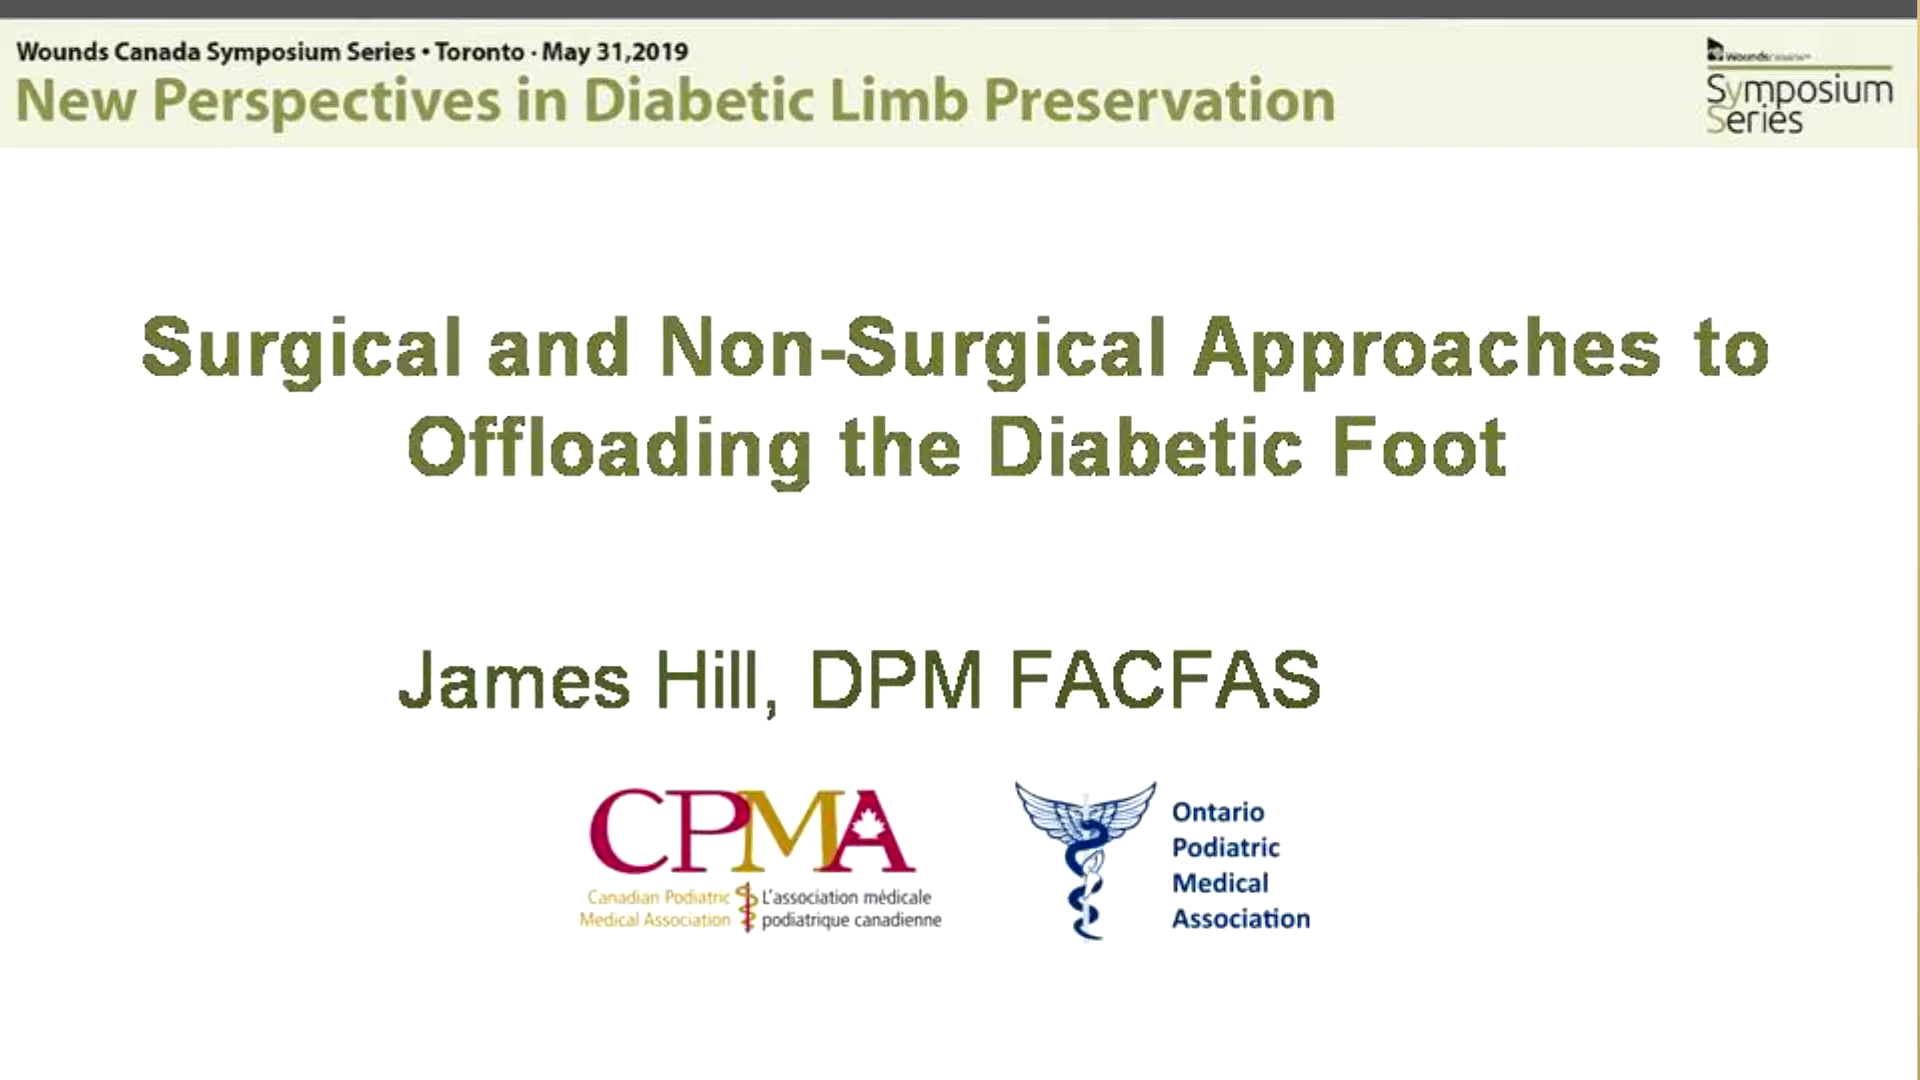 Wounds Canada Symposium Series • Toronto · May 31,2019
New Perspectives in Diabetic Limb Preservation
Symposium
Series
Surgical and Non-Surgical Approaches to
Offloading the Diabetic Foot
James Hill, DPM FACFAS
CPMA
Canadian Podiatric
Medical Association
L'association médicale
podiatrique canadienne
Ontario
Podiatric
Medical
Association